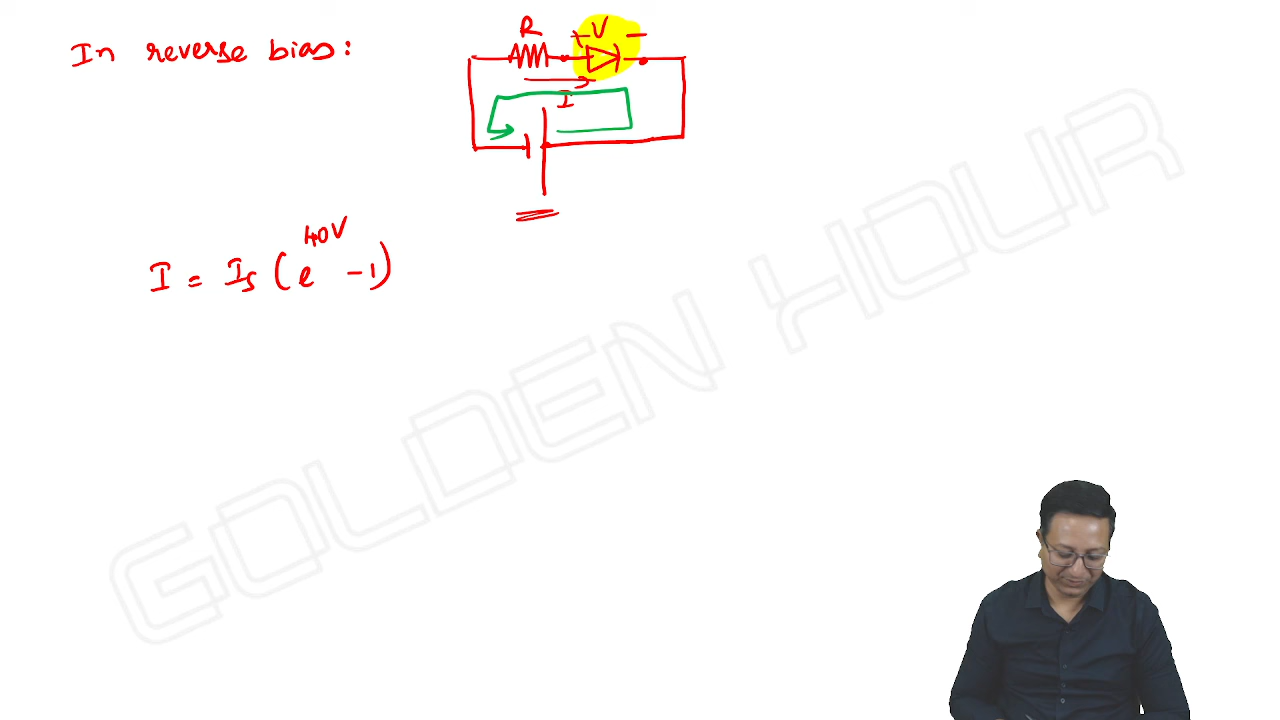 In reverse bias:
R
+ V -
I
I = Is (e^40V -1)
GOLDEN HOUR